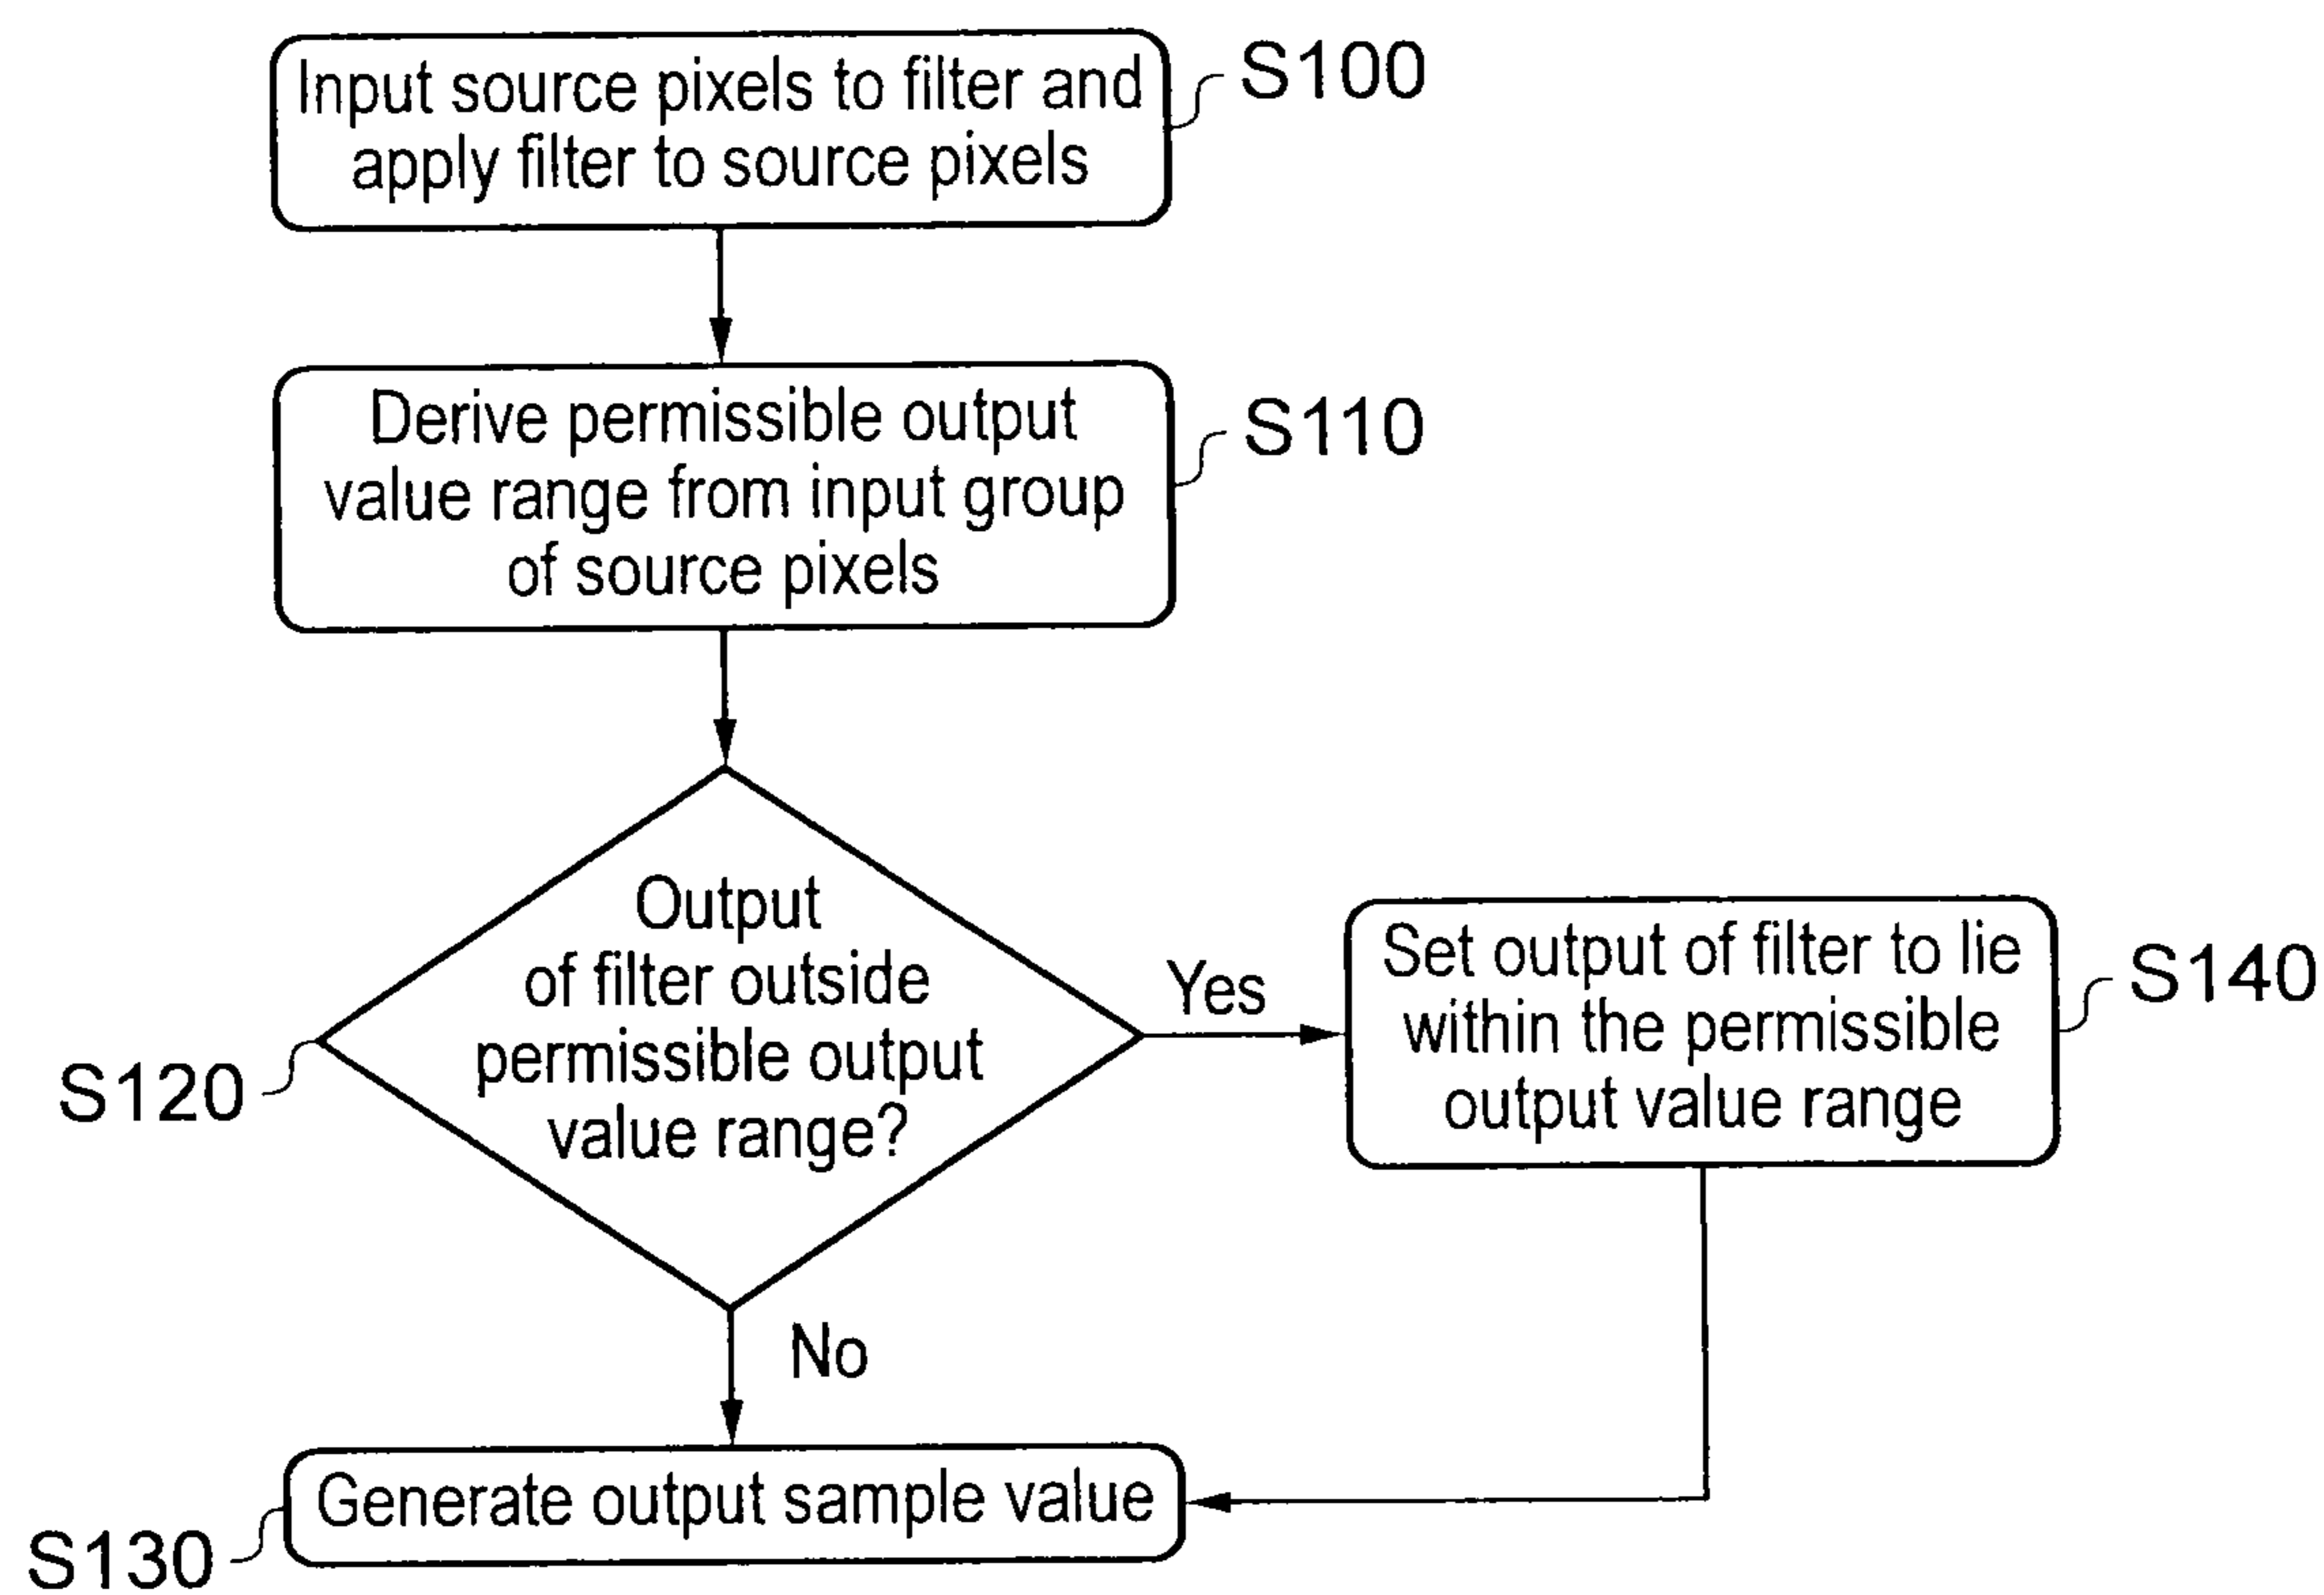 Input source pixels to filter and
apply filter to source pixels
S100
Derive permissible output
value range from input group
of source pixels
S110
Output
of filter outside
permissible output
value range?
S120
Yes
Set output of filter to lie
within the permissible
output value range
S140
No
Generate output sample value
S130